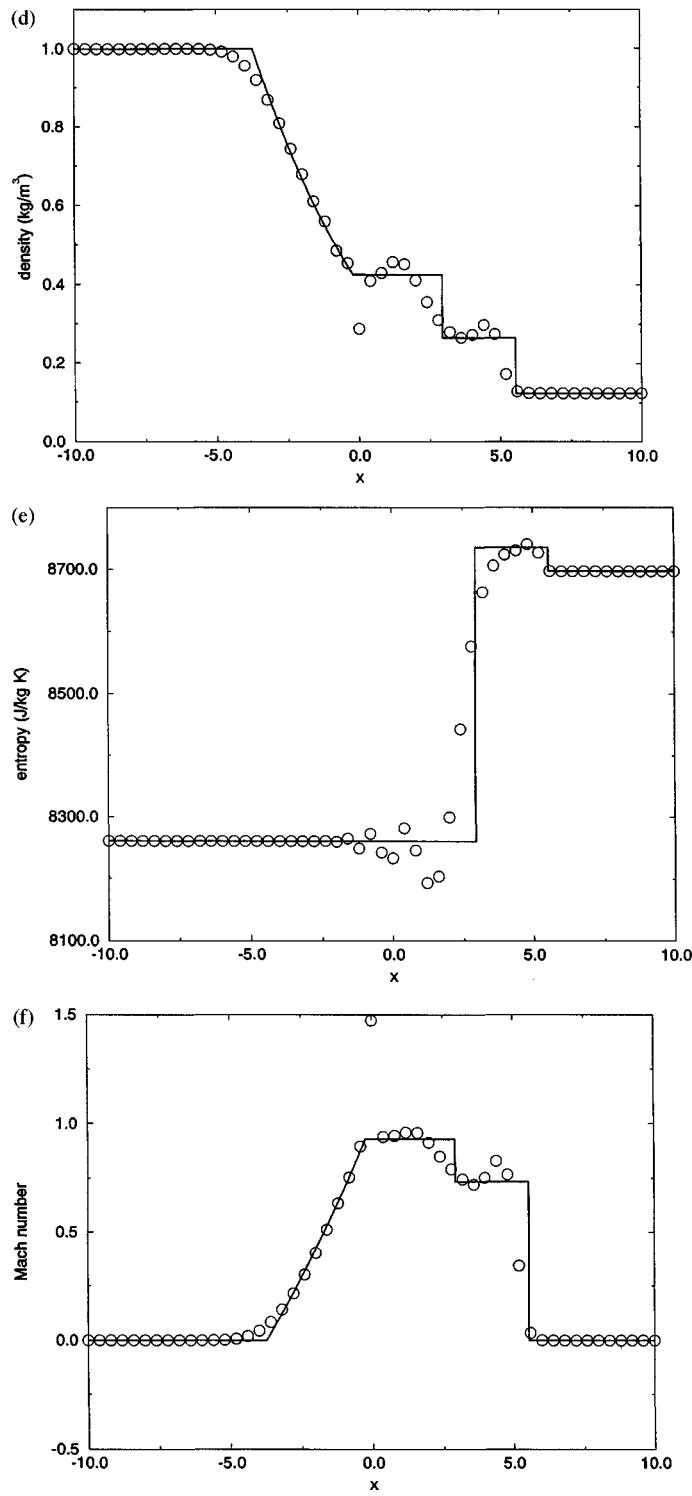 (d)
1.0
0.8
0.6
0.4
0.2
0.0
density (kg/m³)
-10.0 -5.0 0.0 5.0 10.0
x
(e)
8700.0
8500.0
8300.0
8100.0
entropy (J/kg K)
-10.0 -5.0 0.0 5.0 10.0
x
(f)
1.5
1.0
0.5
0.0
-0.5
Mach number
-10.0 -5.0 0.0 5.0 10.0
x